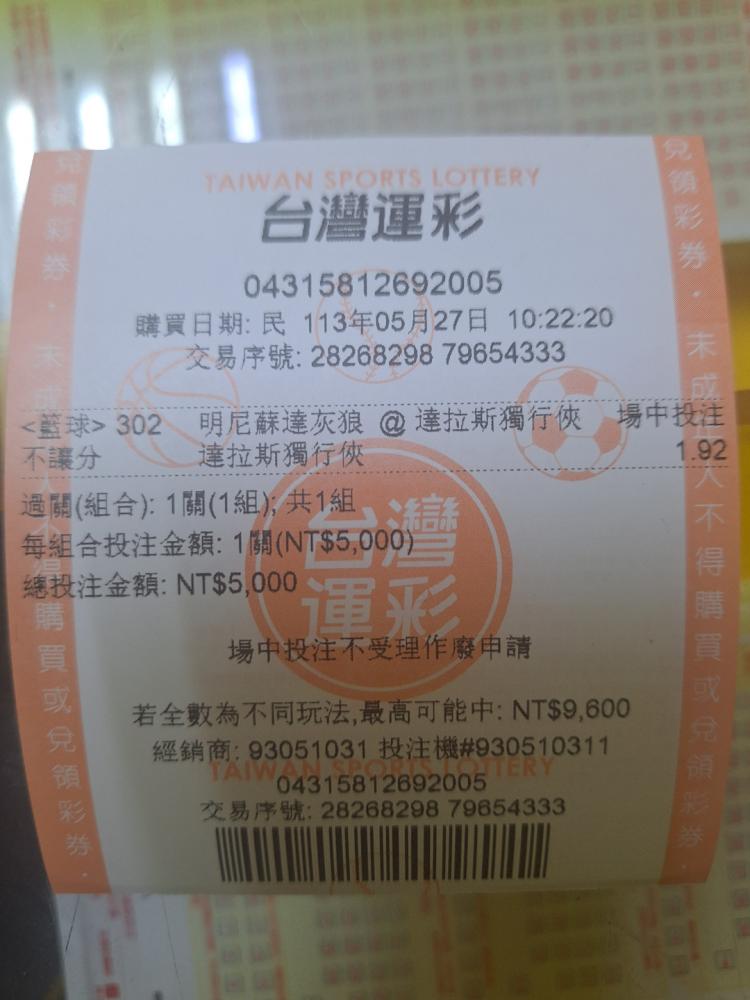 TAIWAN SPORTS LOTTERY
台灣運彩
04315812692005
購買日期: 民 113年05月27日 10:22:20
交易序號: 28268298 79654333
<籃球> 302 明尼蘇達灰狼 @ 達拉斯獨行俠 場中投注
不讓分 達拉斯獨行俠 1.92
過關(組合): 1關(1組); 共1組
每組合投注金額: 1關(NT$5,000)
總投注金額: NT$5,000
台灣運彩
場中投注不受理作廢申請
若全數為不同玩法,最高可能中: NT$9,600
經銷商: 93051031 投注機#930510311
TAIWAN SPORTS LOTTERY
04315812692005
交易序號: 28268298 79654333
兌領彩券・未成人不得購買或兌領彩券・
兌領彩券・未成人不得購買或兌領彩券・